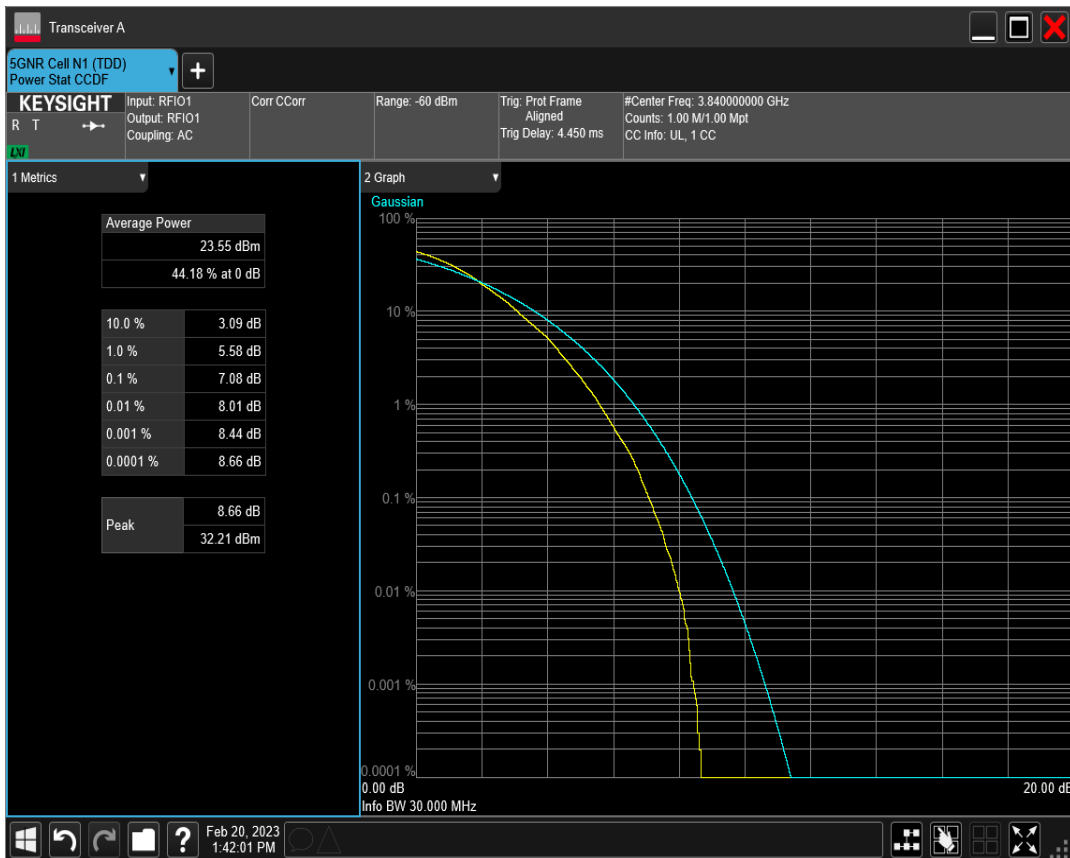 Transceiver A
5GNR Cell N1 (TDD)
Power Stat CCDF
KEYSIGHT
R T
LXI
Input: RFIO1
Output: RFIO1
Coupling: AC
Corr CCorr
Range: -60 dBm
Trig: Prot Frame
Aligned
Trig Delay: 4.450 ms
#Center Freq: 3.840000000 GHz
Counts: 1.00 M/1.00 Mpt
CC Info: UL, 1 CC
1 Metrics
Average Power
23.55 dBm
44.18 % at 0 dB
10.0 % 3.09 dB
1.0 % 5.58 dB
0.1 % 7.08 dB
0.01 % 8.01 dB
0.001 % 8.44 dB
0.0001 % 8.66 dB
Peak
8.66 dB
32.21 dBm
2 Graph
Gaussian
100 %
10 %
1 %
0.1 %
0.01 %
0.001 %
0.0001 %
0.00 dB 20.00 dB
Info BW 30.000 MHz
?
Feb 20, 2023
1:42:01 PM